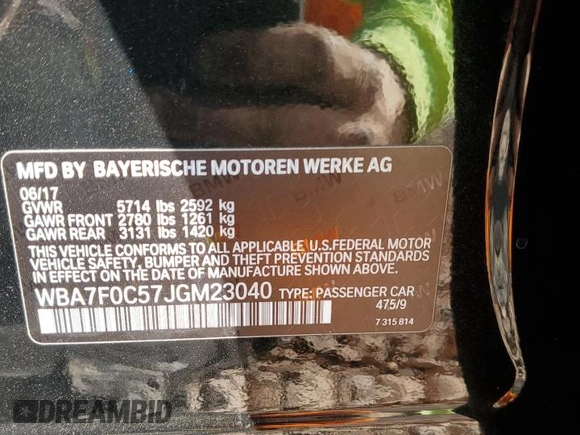 MFD BY BAYERISCHE MOTOREN WERKE AG
06/17
GVWR 5714 lbs 2592 kg
GAWR FRONT 2780 lbs 1261 kg
GAWR REAR 3131 lbs 1420 kg
THIS VEHICLE CONFORMS TO ALL APPLICABLE U.S.FEDERAL MOTOR
VEHICLE SAFETY, BUMPER AND THEFT PREVENTION STANDARDS
IN EFFECT ON THE DATE OF MANUFACTURE SHOWN ABOVE.
WBA7F0C57JGM23040 TYPE: PASSENGER CAR
475/9
7 315 814
DREAMBID